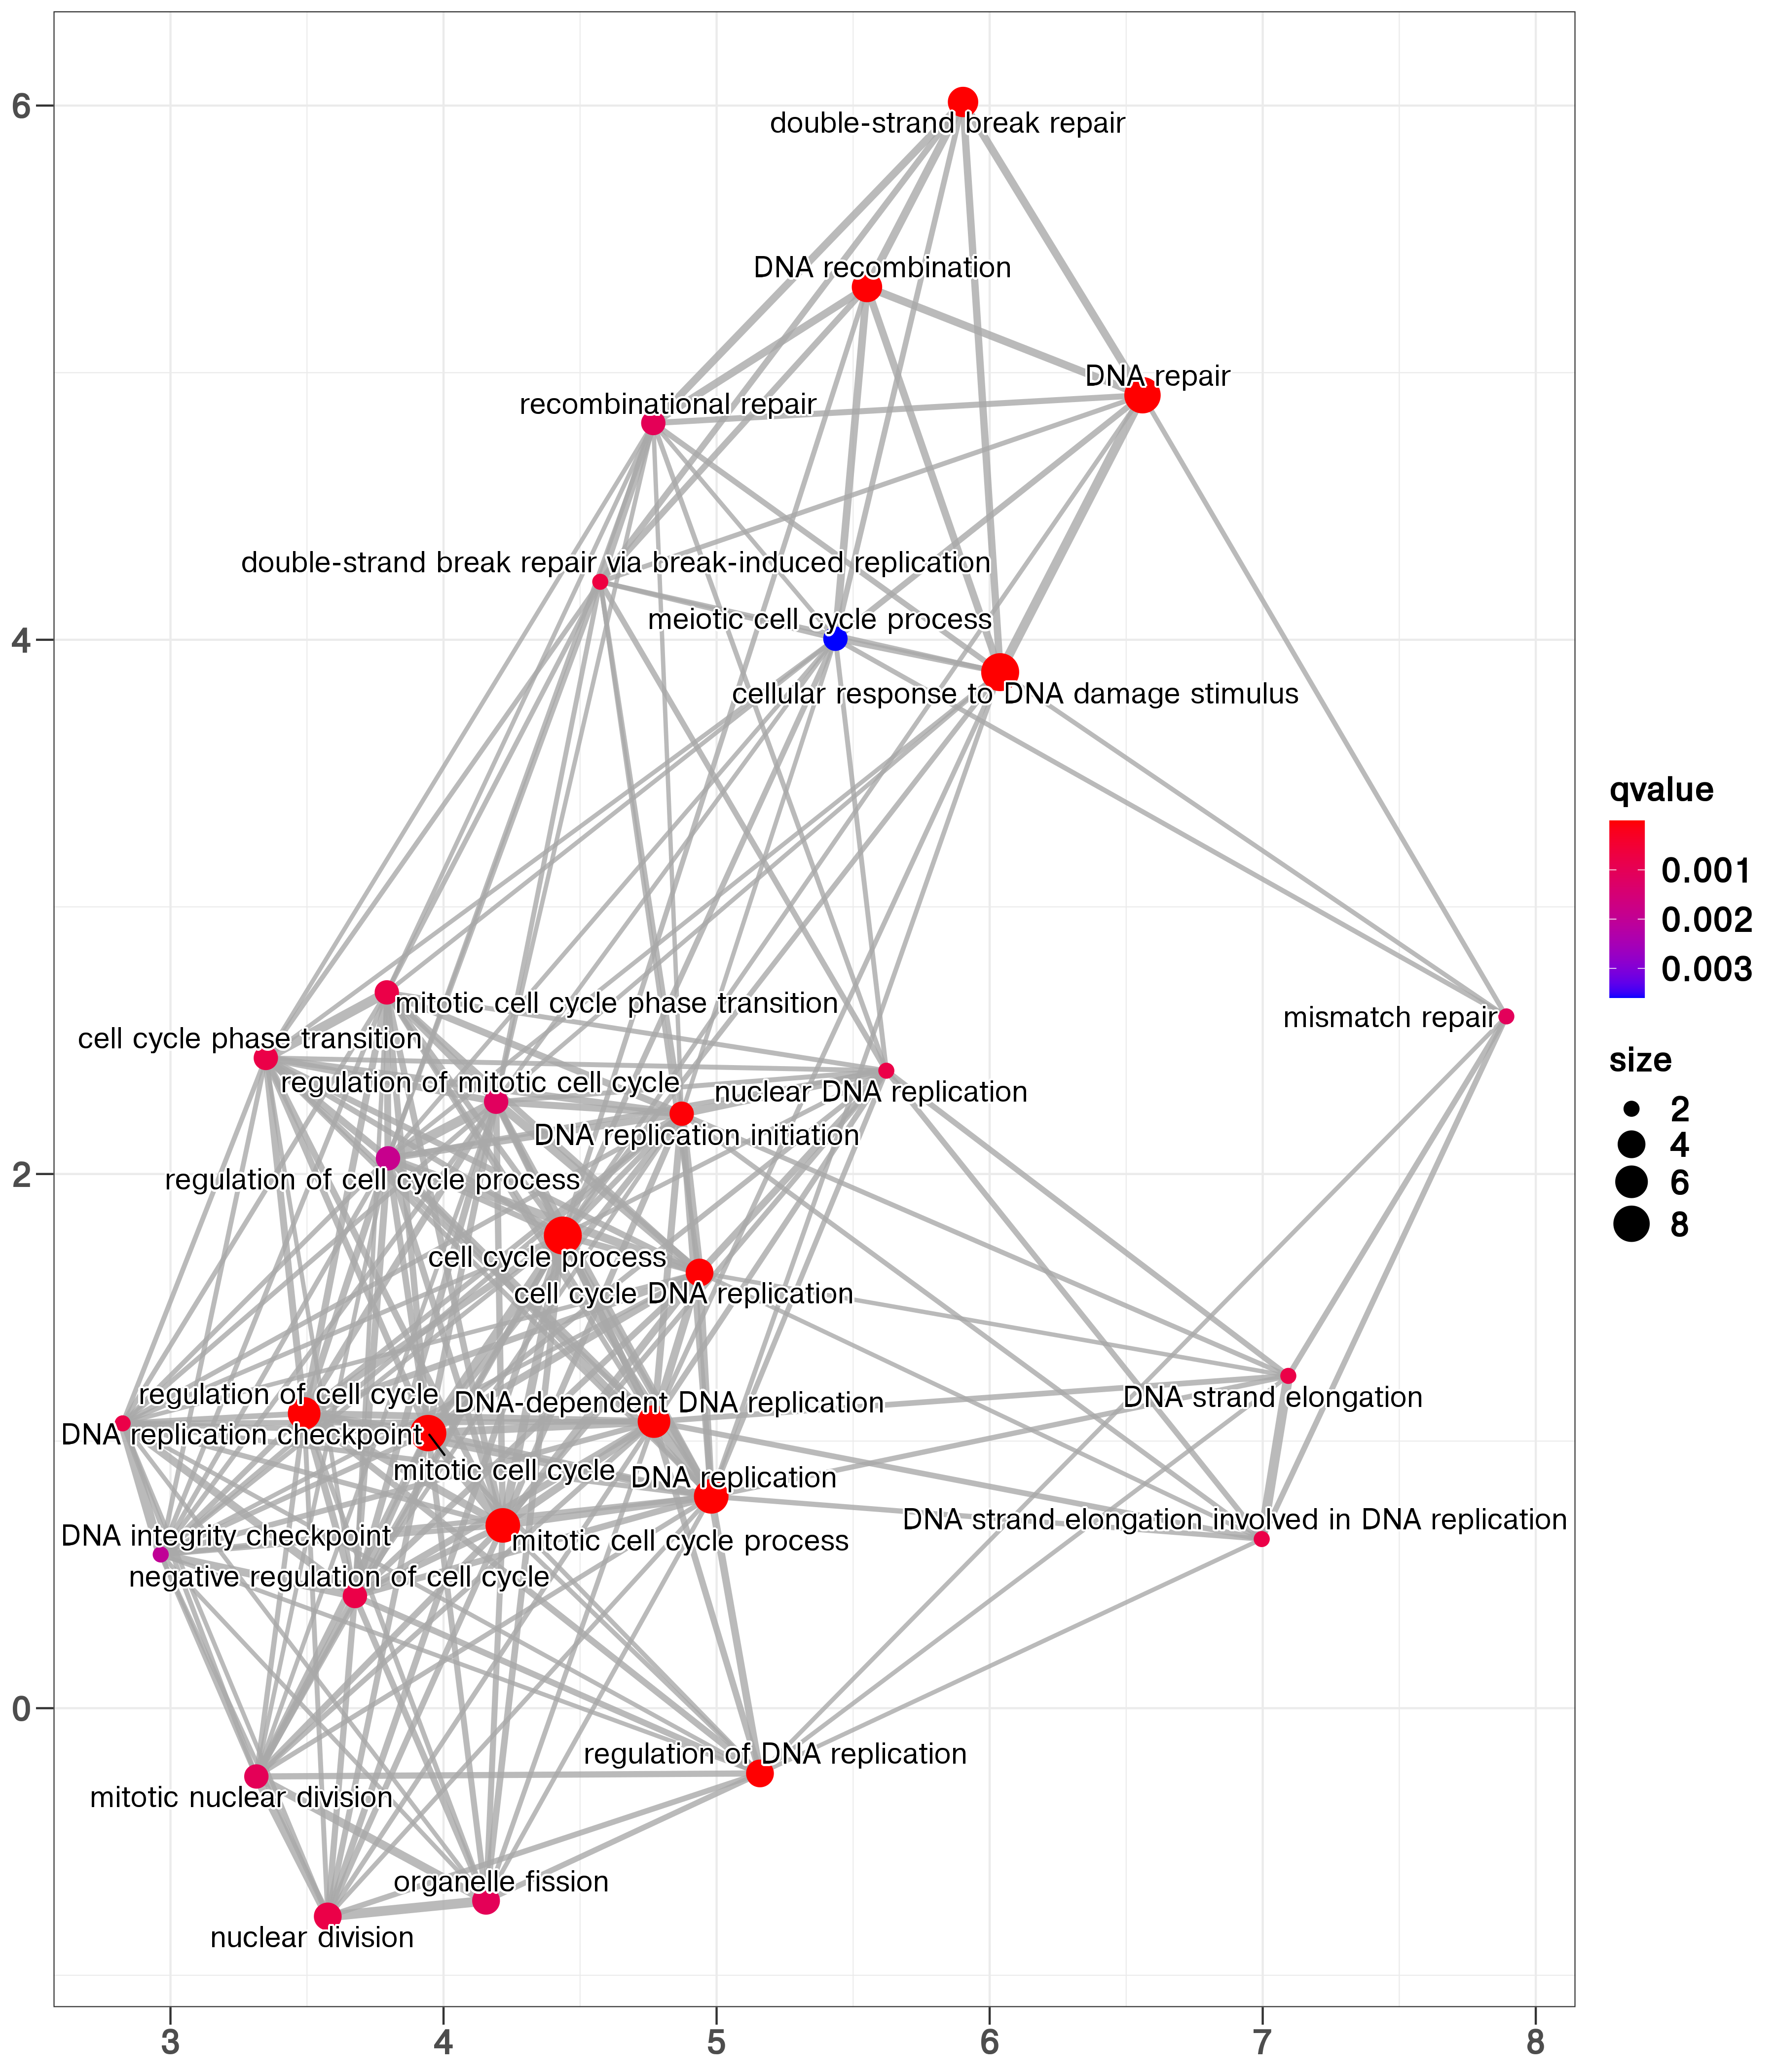 6
double-strand break repair
DNA recombination
DNA repair
recombinational repair
double-strand break repair via break-induced replication
meiotic cell cycle process
4
cellular response to DNA damage stimulus
mitotic cell cycle phase transition
mismatch repair
cell cycle phase transition
regulation of mitotic cell cycle
nuclear DNA replication
DNA replication initiation
2
regulation of cell cycle process
cell cycle process
cell cycle DNA replication
regulation of cell cycle
DNA-dependent DNA replication
DNA strand elongation
DNA replication checkpoint
mitotic cell cycle
DNA replication
DNA strand elongation involved in DNA replication
DNA integrity checkpoint
mitotic cell cycle process
negative regulation of cell cycle
0
regulation of DNA replication
mitotic nuclear division
organelle fission
nuclear division
3 4 5 6 7 8
qvalue
0.001
0.002
0.003
size
2
4
6
8